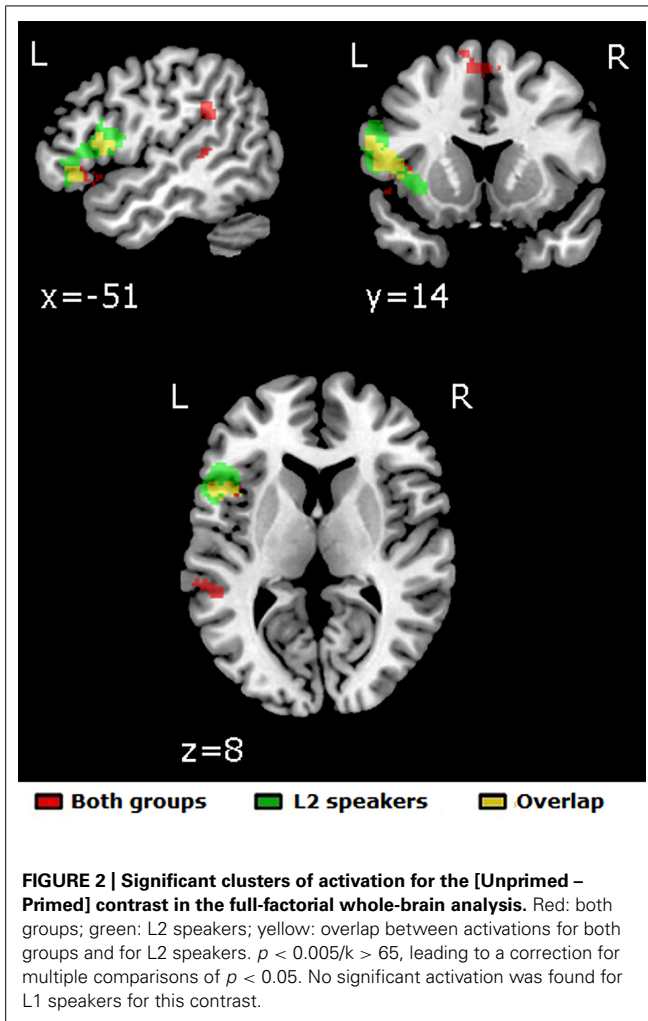 L
L
R
x=-51
y=14
L
R
z=8
Both groups
L2 speakers
Overlap
FIGURE 2 | Significant clusters of activation for the [Unprimed –
Primed] contrast in the full-factorial whole-brain analysis. Red: both
groups; green: L2 speakers; yellow: overlap between activations for both
groups and for L2 speakers. p < 0.005/k > 65, leading to a correction for
multiple comparisons of p < 0.05. No significant activation was found for
L1 speakers for this contrast.